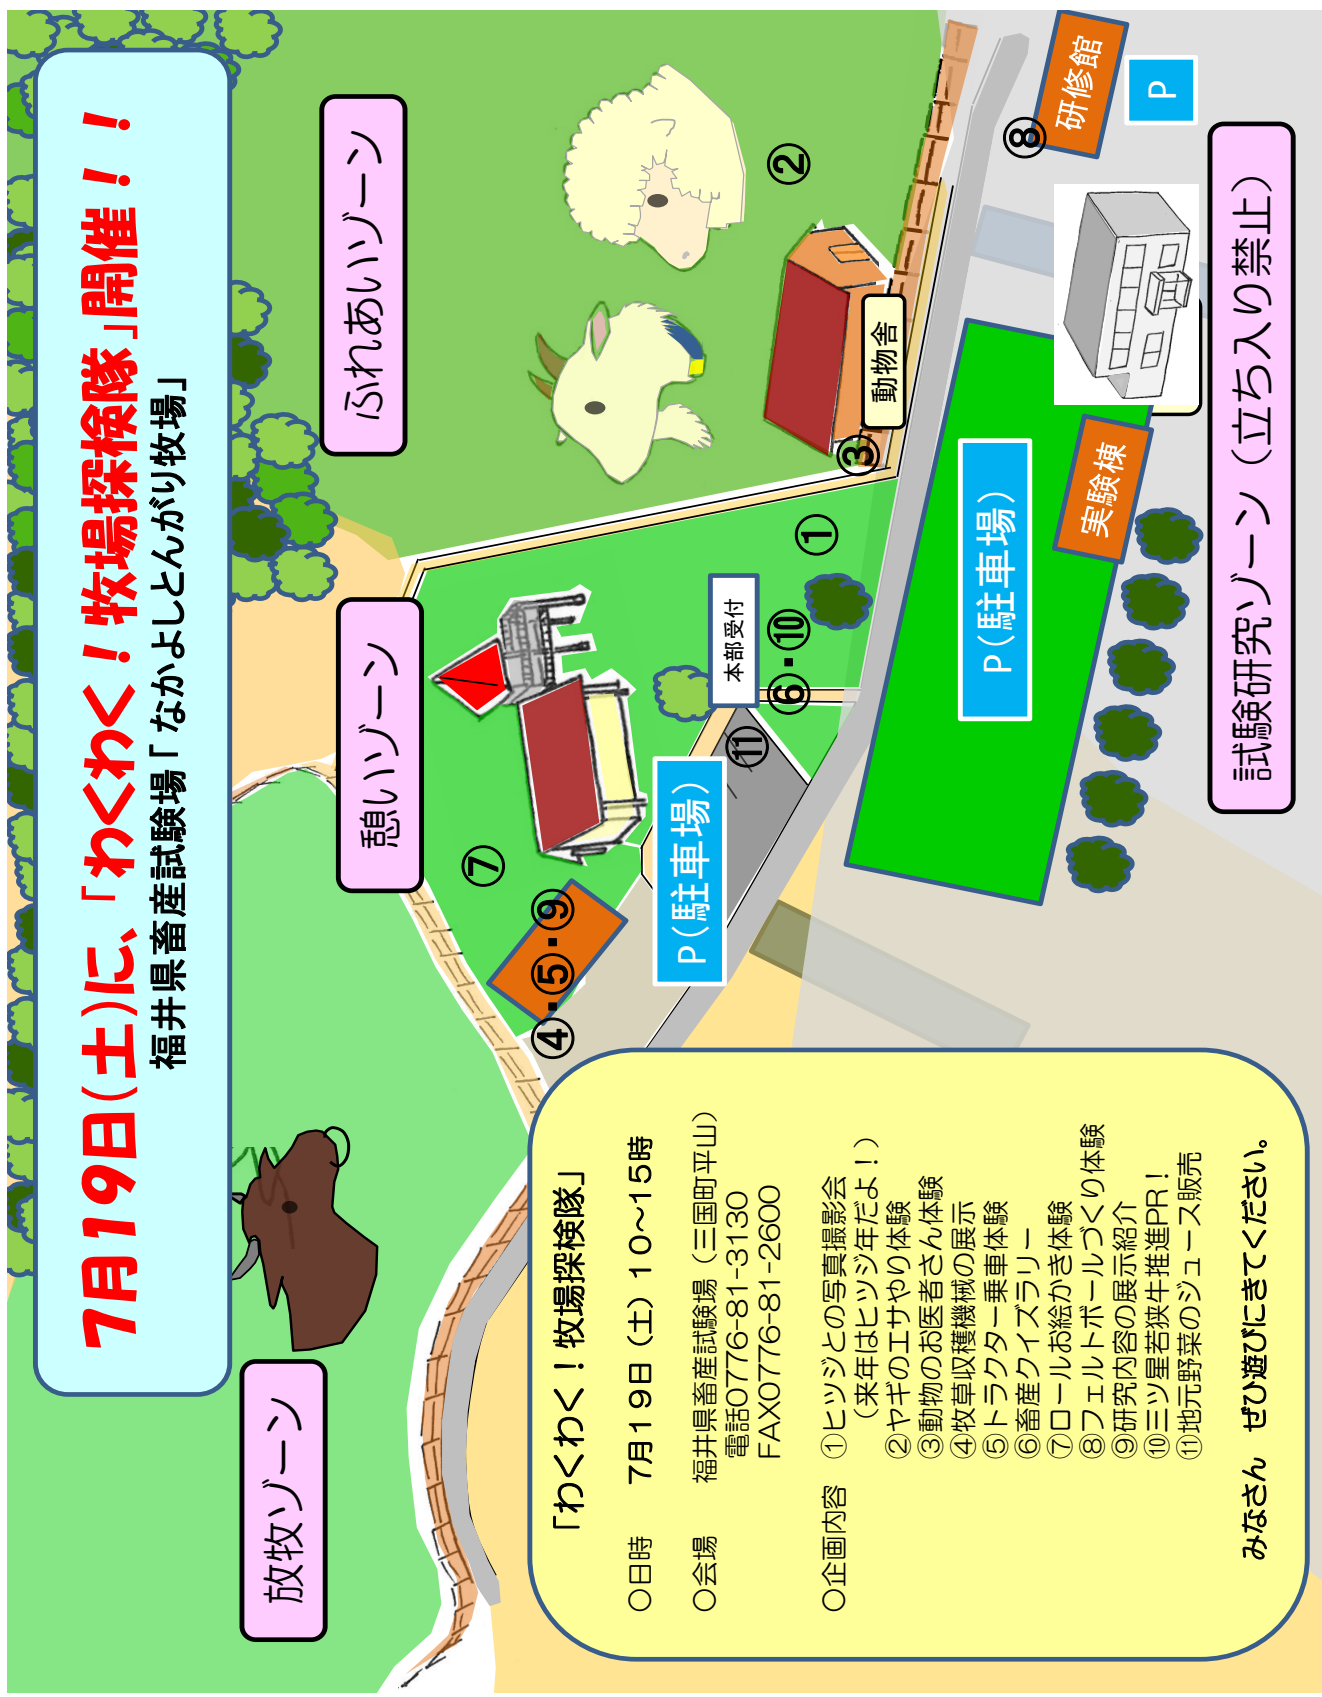 7月19日(土)に、「わくわく！牧場探検隊」開催！！
福井県畜産試験場「なかよしとんがり牧場」
放牧ゾーン
憩いゾーン
ふれあいゾーン
②
動物舎
③
①
本部受付
⑥・⑩
⑪
⑦
④・⑤・⑨
P(駐車場)
P(駐車場)
実験棟
⑧
研修館
P
試験研究ゾーン（立ち入り禁止）
「わくわく！牧場探検隊」
〇日時　7月19日（土）10～15時
〇会場　福井県畜産試験場（三国町平山）
電話0776-81-3130
FAX0776-81-2600
〇企画内容　①ヒツジとの写真撮影会
（来年はヒツジ年だよ！）
②ヤギのエサやり体験
③動物のお医者さん体験
④牧草収穫機械の展示
⑤トラクター乗車体験
⑥畜産クイズラリー
⑦ロールお絵かき体験
⑧フェルトボールづくり体験
⑨研究内容の展示紹介
⑩三ツ星若狭牛推進PR！
⑪地元野菜のジュース販売
みなさん　ぜひ遊びにきてください。